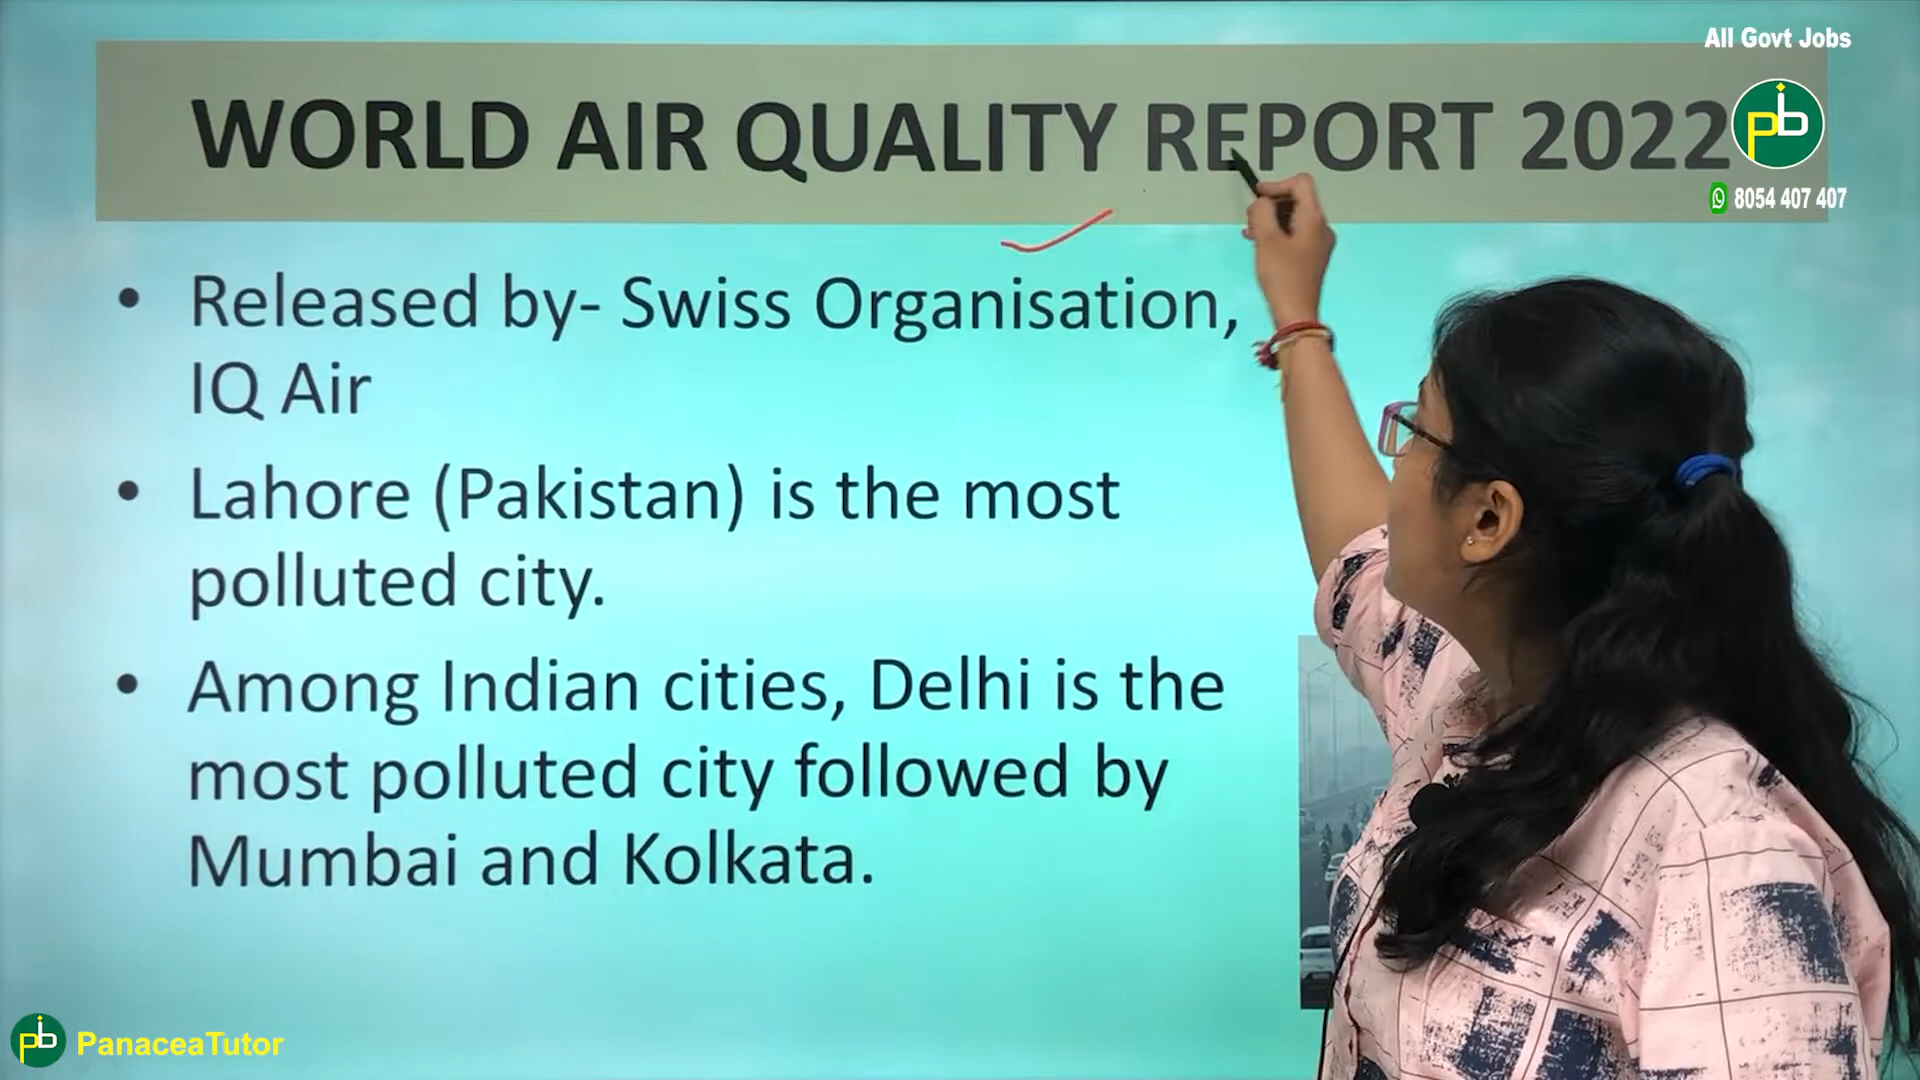 All Govt Jobs
WORLD AIR QUALITY REPORT 2022
pb
8054 407 407
• Released by- Swiss Organisation,
IQ Air
• Lahore (Pakistan) is the most
polluted city.
• Among Indian cities, Delhi is the
most polluted city followed by
Mumbai and Kolkata.
pb
PanaceaTutor